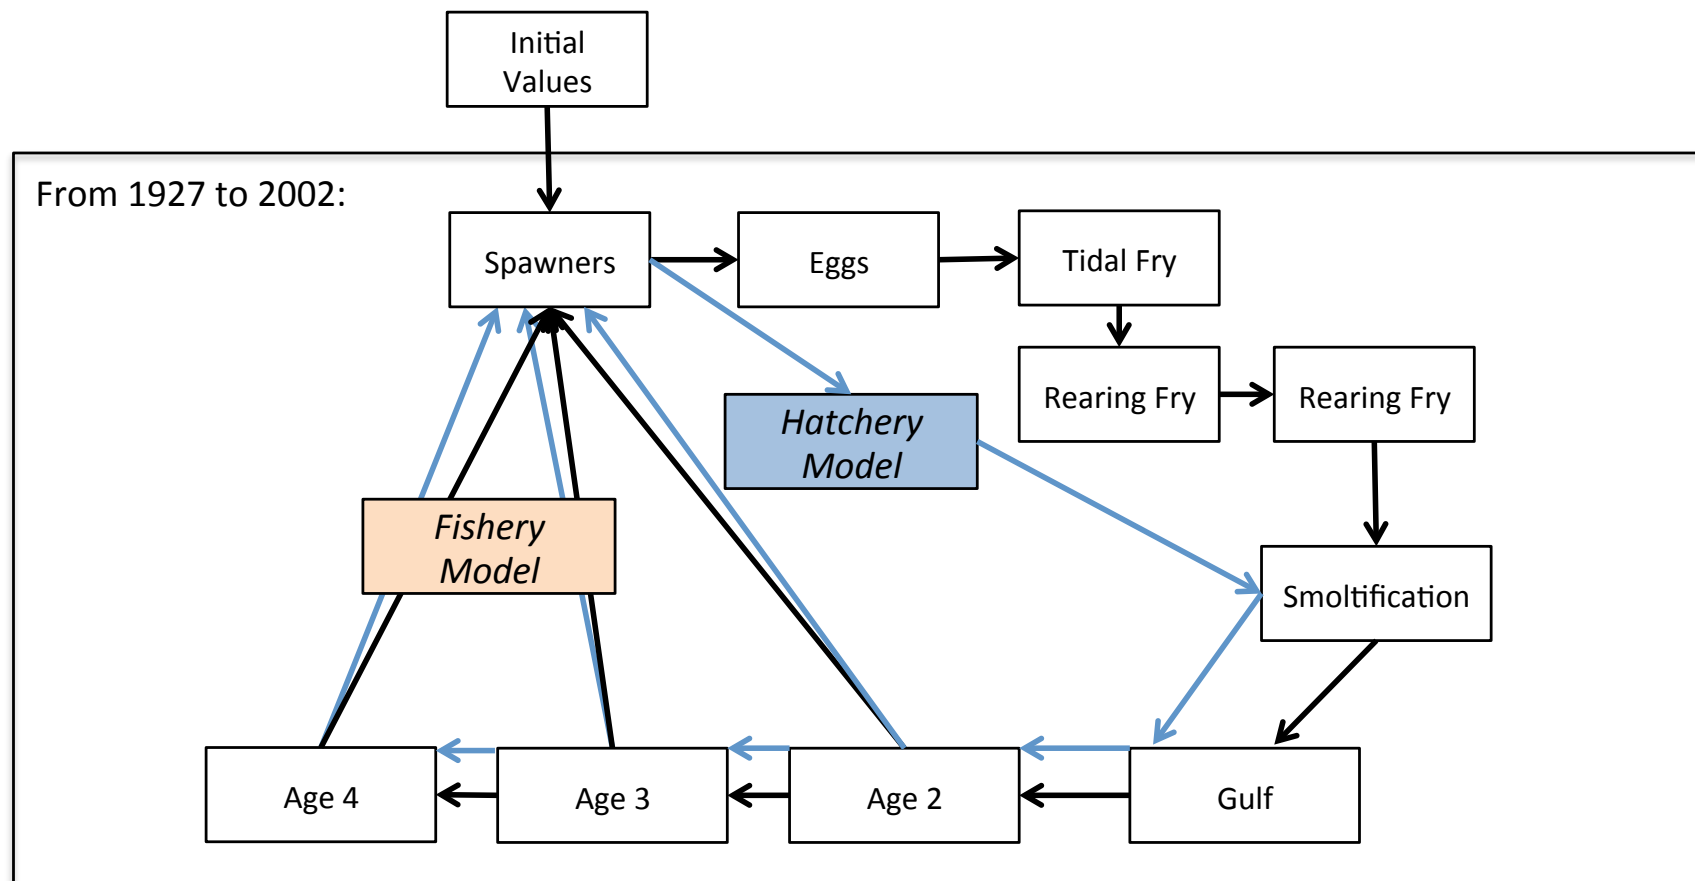 Initial
Values
From 1927 to 2002:
Spawners
Eggs
Tidal Fry
Rearing Fry
Rearing Fry
Hatchery
Model
Fishery
Model
Smoltification
Age 4
Age 3
Age 2
Gulf